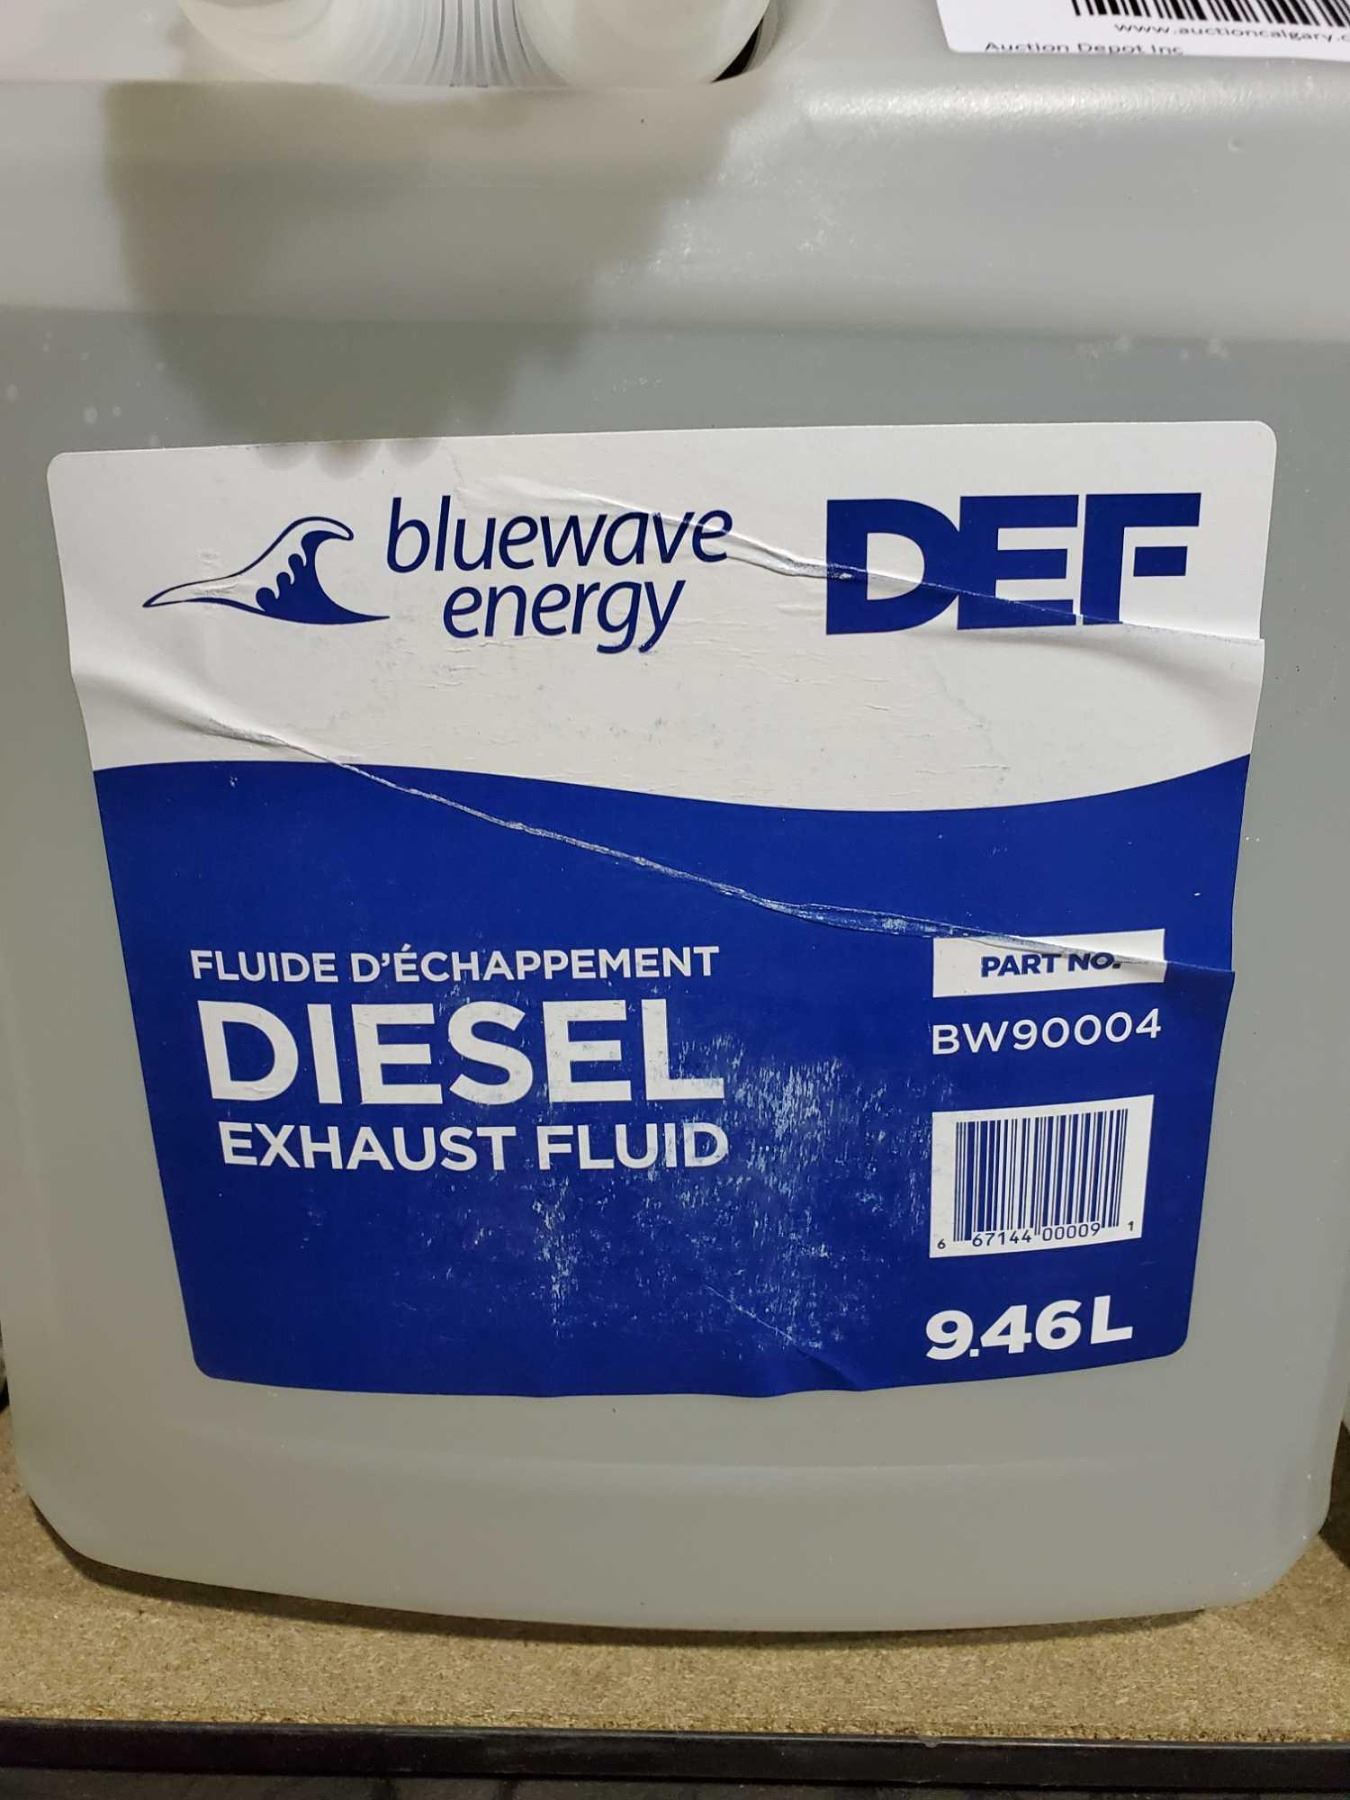 www.auctioncalgary.c
Auction Depot Inc
bluewave
energy
DEF
FLUIDE D'ÉCHAPPEMENT
DIESEL
EXHAUST FLUID
PART NO.
BW90004
6 67144 00009 1
9.46L